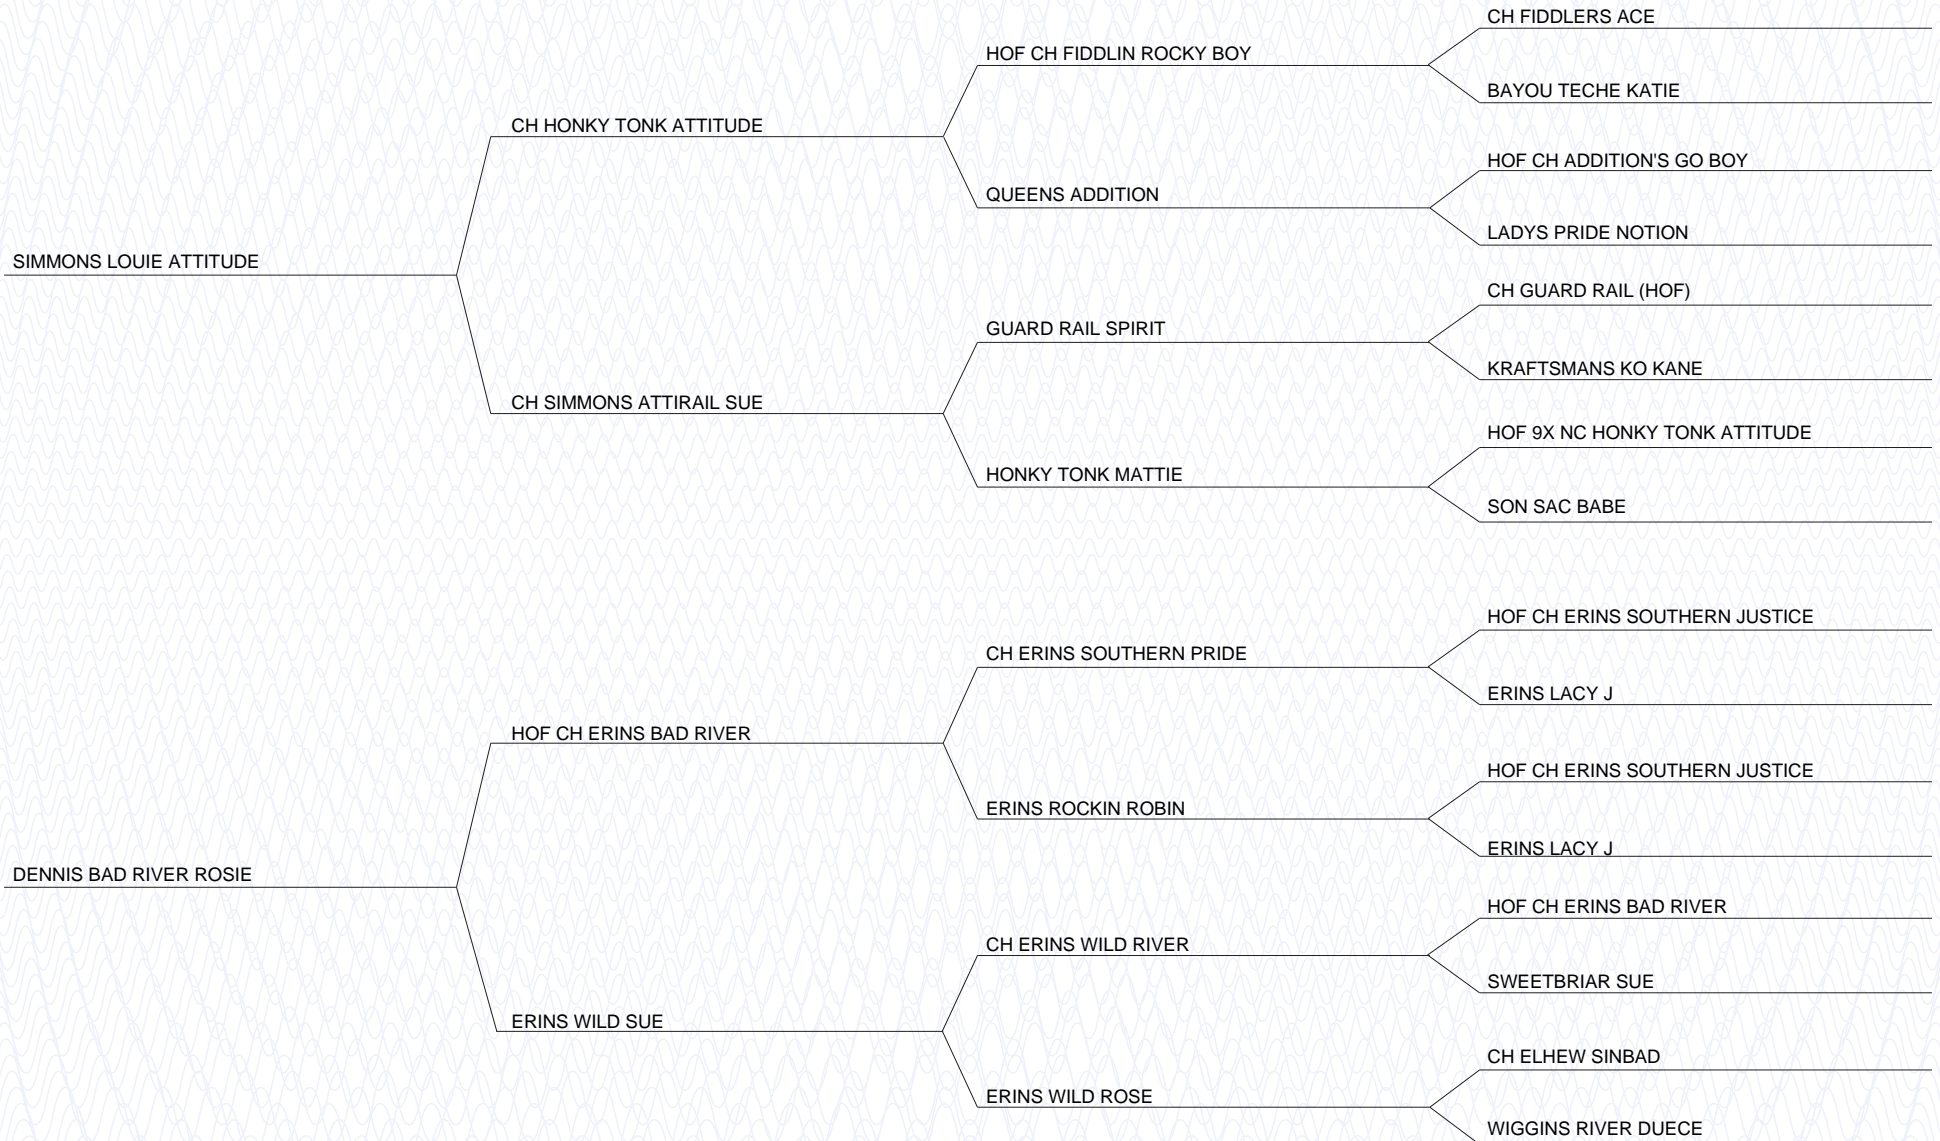 CH FIDDLERS ACE
HOF CH FIDDLIN ROCKY BOY
BAYOU TECHE KATIE
CH HONKY TONK ATTITUDE
HOF CH ADDITION'S GO BOY
QUEENS ADDITION
LADYS PRIDE NOTION
SIMMONS LOUIE ATTITUDE
CH GUARD RAIL (HOF)
GUARD RAIL SPIRIT
KRAFTSMANS KO KANE
CH SIMMONS ATTIRAIL SUE
HOF 9X NC HONKY TONK ATTITUDE
HONKY TONK MATTIE
SON SAC BABE
HOF CH ERINS SOUTHERN JUSTICE
CH ERINS SOUTHERN PRIDE
ERINS LACY J
HOF CH ERINS BAD RIVER
HOF CH ERINS SOUTHERN JUSTICE
ERINS ROCKIN ROBIN
ERINS LACY J
DENNIS BAD RIVER ROSIE
HOF CH ERINS BAD RIVER
CH ERINS WILD RIVER
SWEETBRIAR SUE
ERINS WILD SUE
CH ELHEW SINBAD
ERINS WILD ROSE
WIGGINS RIVER DUECE